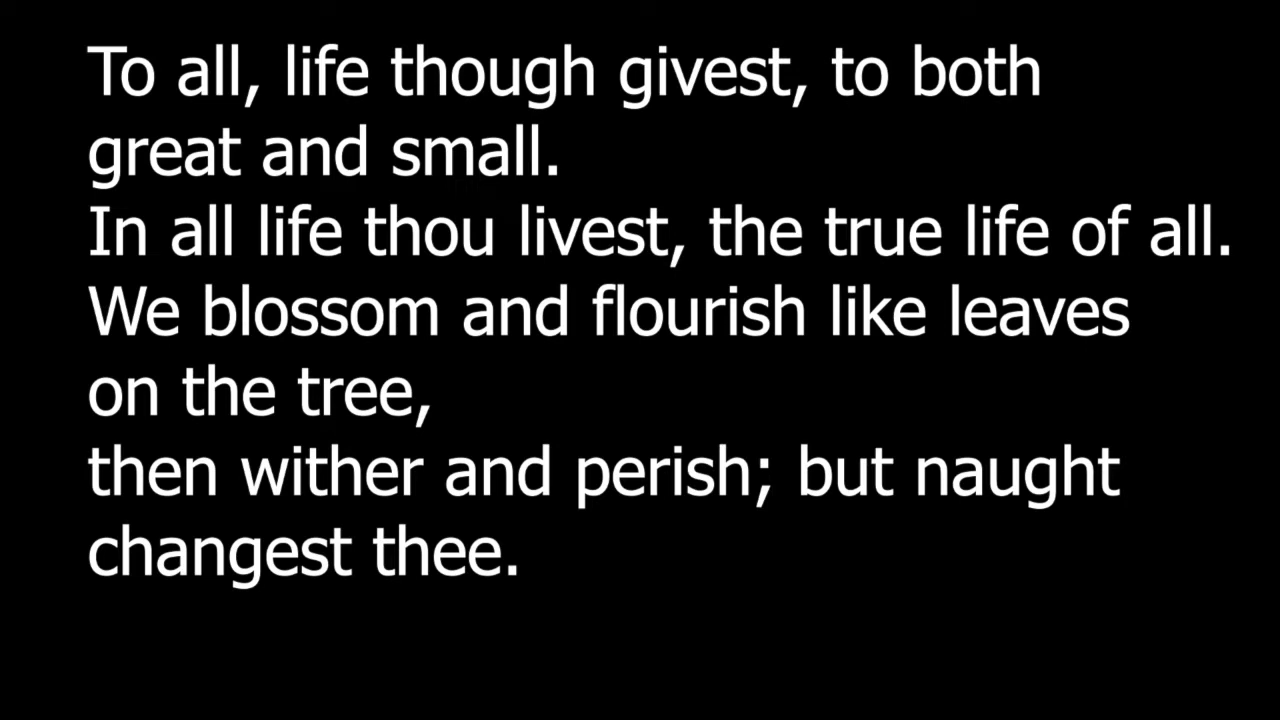 To all, life though givest, to both
great and small.
In all life thou livest, the true life of all.
We blossom and flourish like leaves
on the tree,
then wither and perish; but naught
changest thee.